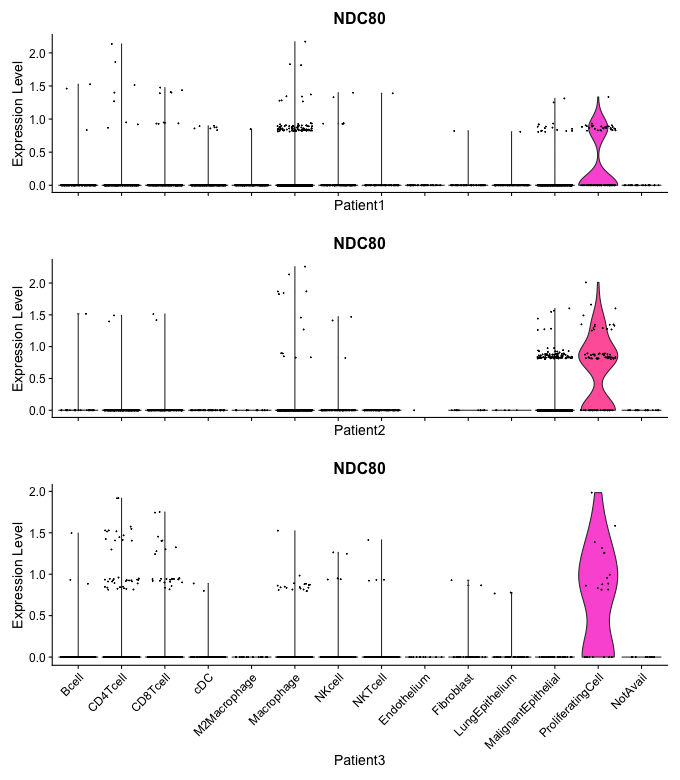 NDC80
Expression Level
2.0
1.5
1.0
0.5
0.0
Patient1
NDC80
Expression Level
2.0
1.5
1.0
0.5
0.0
Patient2
NDC80
Expression Level
2.0
1.5
1.0
0.5
0.0
Bcell
CD4Tcell
CD8Tcell
cDC
M2Macrophage
Macrophage
NKcell
NKTcell
Endothelium
Fibroblast
LungEpithelium
MalignantEpithelial
ProliferatingCell
NotAvail
Patient3